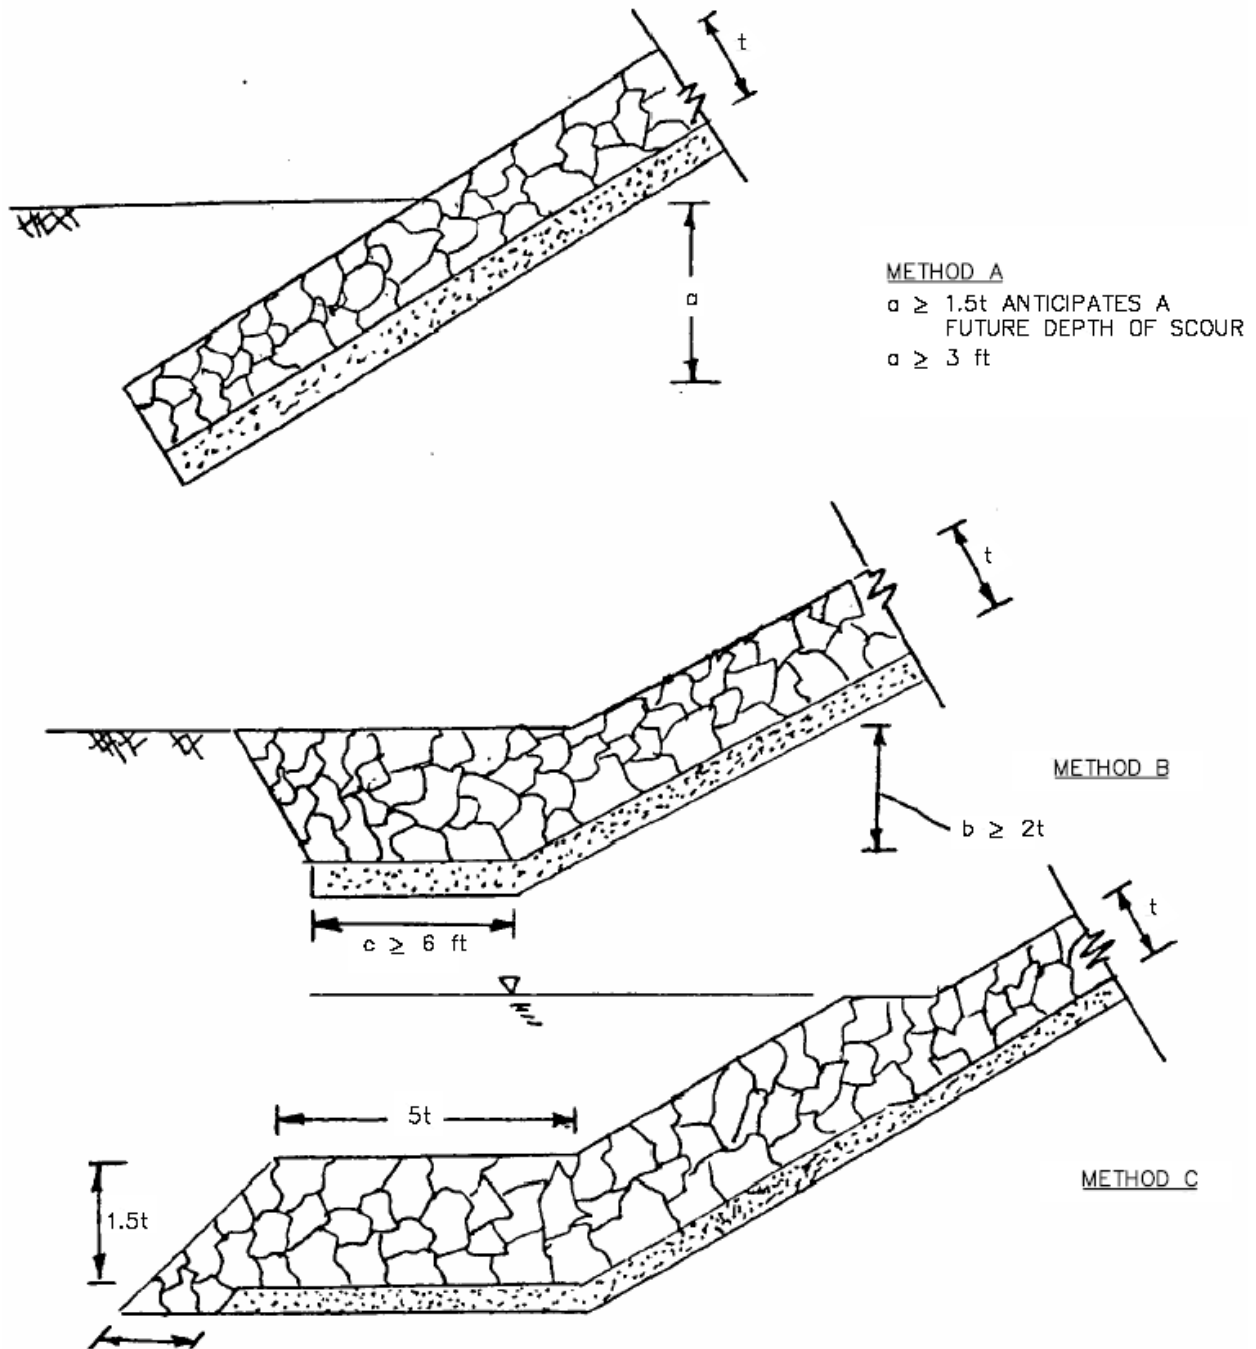 t
a
METHOD A
a ≥ 1.5t ANTICIPATES A
FUTURE DEPTH OF SCOUR
a ≥ 3 ft
t
METHOD B
b ≥ 2t
c ≥ 6 ft
t
5t
1.5t
METHOD C